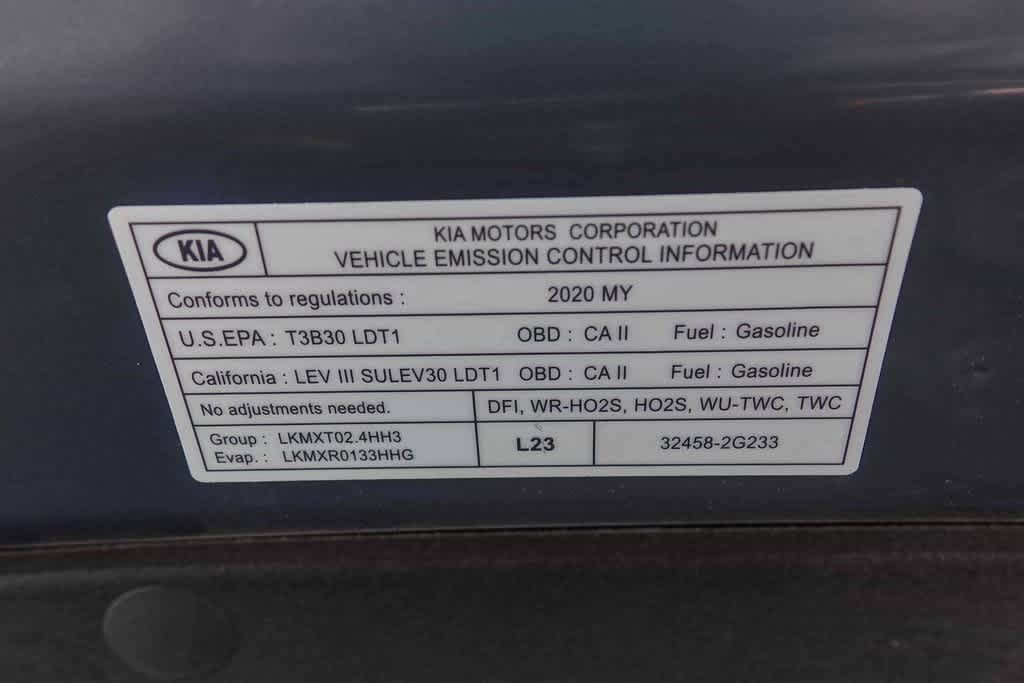 KIA
KIA MOTORS CORPORATION
VEHICLE EMISSION CONTROL INFORMATION
Conforms to regulations : 2020 MY
U.S.EPA : T3B30 LDT1 OBD : CA II Fuel : Gasoline
California : LEV III SULEV30 LDT1 OBD : CA II Fuel : Gasoline
No adjustments needed. DFI, WR-HO2S, HO2S, WU-TWC, TWC
Group : LKMXT02.4HH3
Evap. : LKMXR0133HHG
L23
32458-2G233